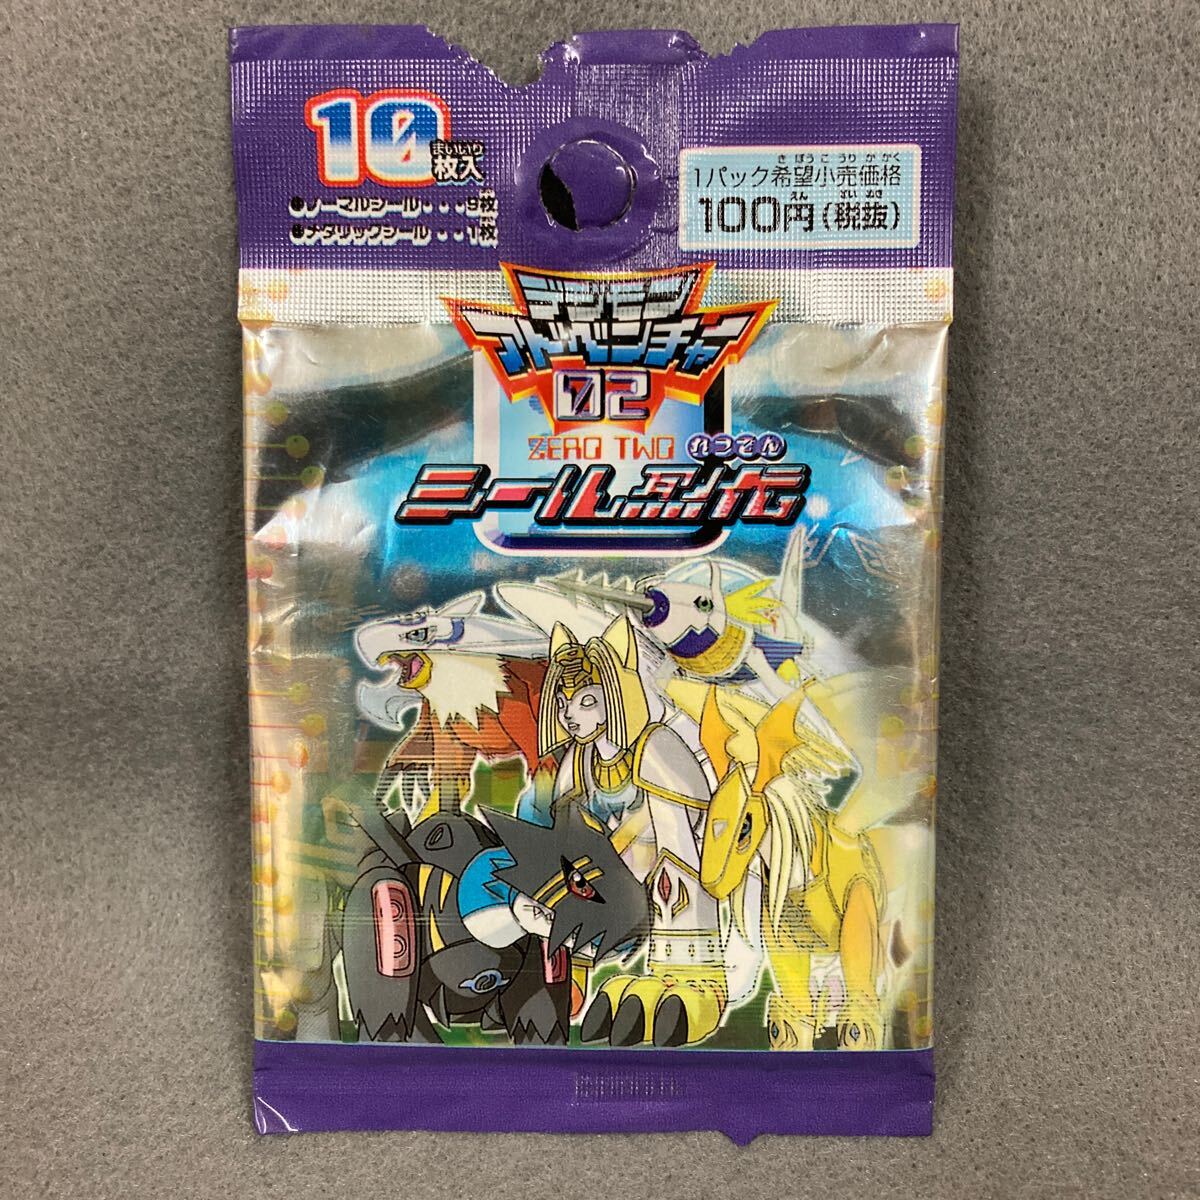 10枚入
まいいり
●ノーマルシール・・・9枚
●メタリックシール・・1枚
き ぼう こ うり か かく
1パック希望小売価格
えん ぜい ぬき
100円(税抜)
デジモン
アドベンチャー
02
ZERO TWO
れつでん
シール烈伝